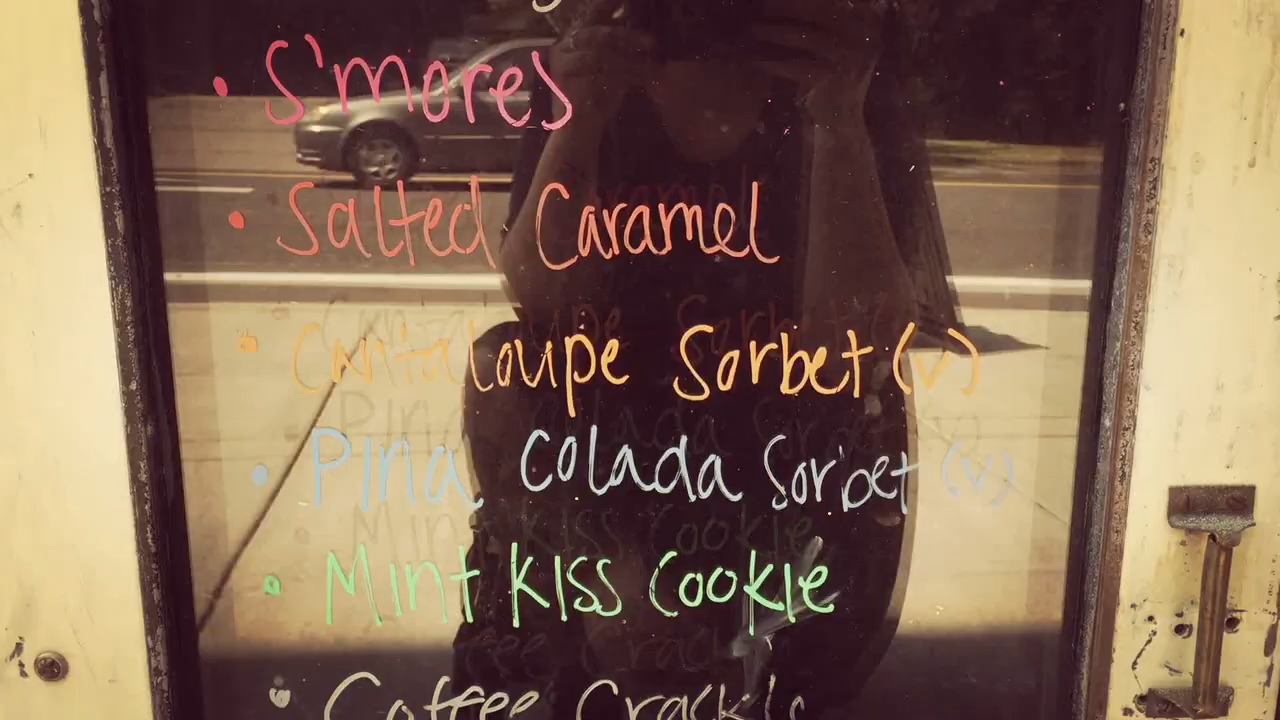 • S'mores
• Salted Caramel
• Cantaloupe Sorbet (v)
• Pina Colada Sorbet (v)
• Mint Kiss Cookie
• Coffee Crackle